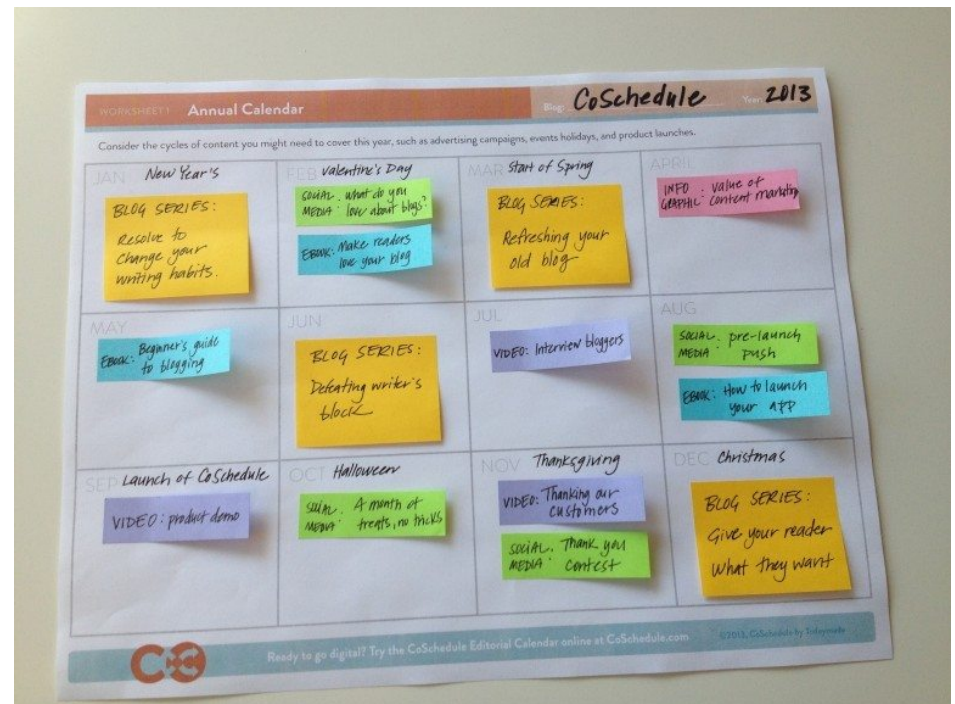 WORKSHEET 1 Annual Calendar Blog: CoSchedule Year: 2013
Consider the cycles of content you might need to cover this year, such as advertising campaigns, events holidays, and product launches.
JAN New Year's
BLOG SERIES:
Resolve to
change your
writing habits.
FEB Valentine's Day
SOCIAL MEDIA: what do you
love about blogs?
EBOOK: Make readers
love your blog
MAR Start of Spring
BLOG SERIES:
Refreshing your
old blog
APRIL
INFO GRAPHIC: value of
content marketing
MAY
EBOOK: Beginner's guide
to blogging
JUN
BLOG SERIES:
Defeating writer's
block
JUL
VIDEO: Interview bloggers
AUG
SOCIAL MEDIA: pre-launch
push
EBOOK: How to launch
your app
SEP Launch of CoSchedule
VIDEO: product demo
OCT Halloween
SOCIAL MEDIA: A month of
treats, no tricks
NOV Thanksgiving
VIDEO: Thanking our
customers
SOCIAL MEDIA: Thank you
contest
DEC Christmas
BLOG SERIES:
Give your reader
What they want
Ready to go digital? Try the CoSchedule Editorial Calendar online at CoSchedule.com
©2013, CoSchedule by Todaymade